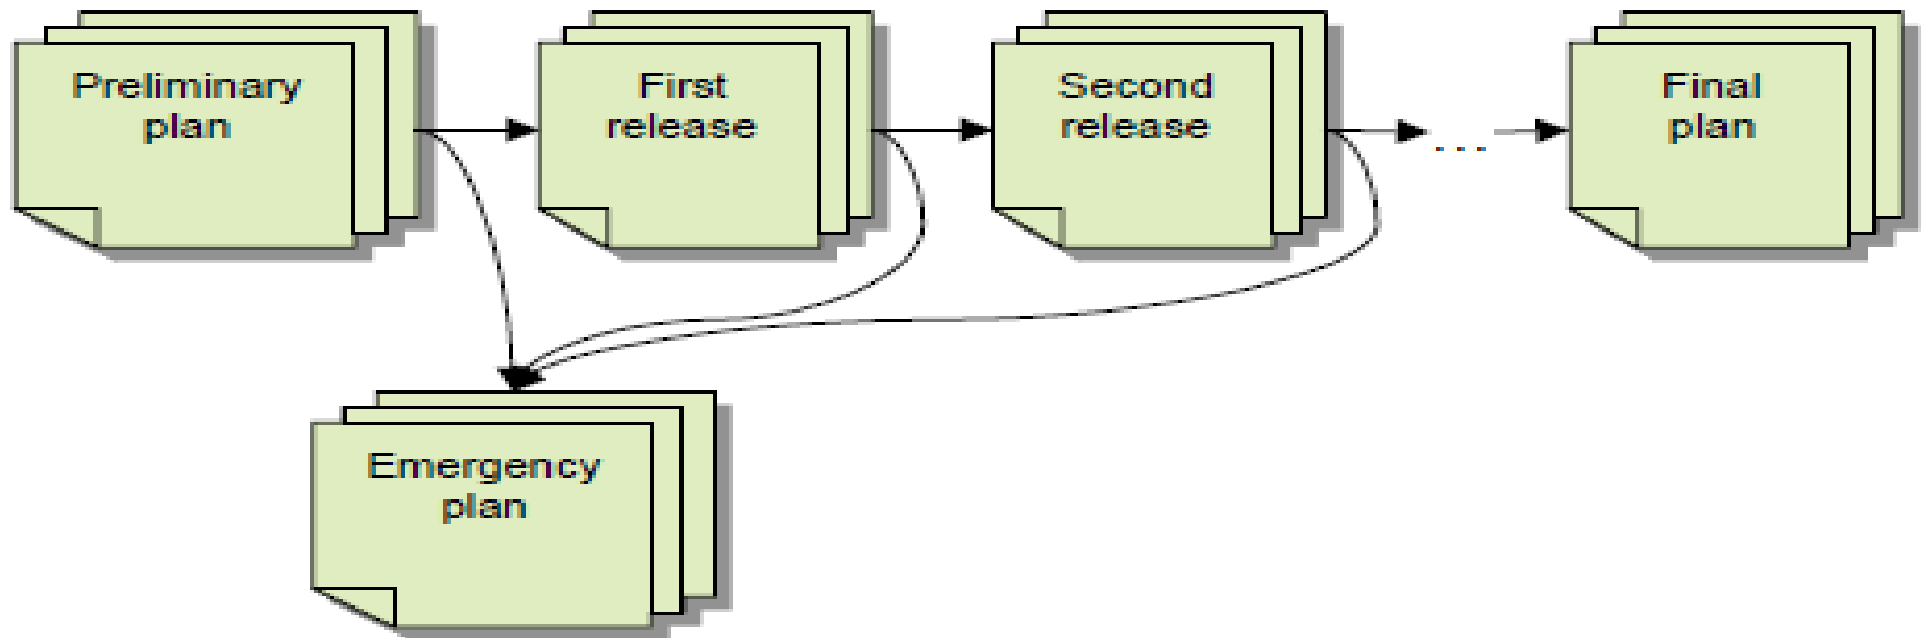 Preliminary
plan
First
release
Second
release
...
Final
plan
Emergency
plan